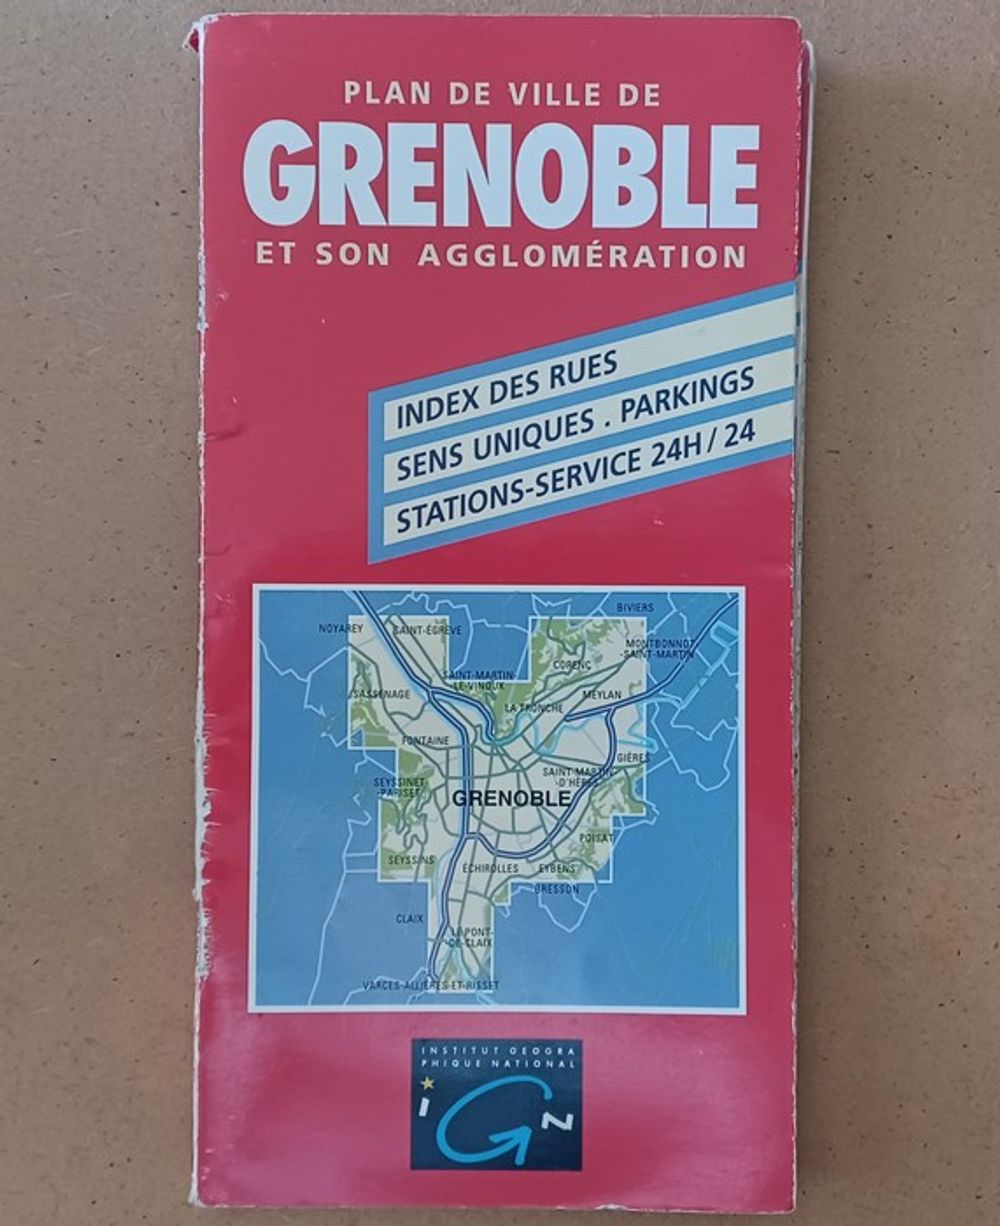 PLAN DE VILLE DE
GRENOBLE
ET SON AGGLOMÉRATION
INDEX DES RUES
SENS UNIQUES . PARKINGS
STATIONS-SERVICE 24H / 24
BIVIERS
NOYAREY
SAINT-ÉGRÈVE
MONTBONNOT
-SAINT-MARTIN
CORENC
SAINT-MARTIN-
-LE-VINOUX
SASSENAGE
MEYLAN
LA TRONCHE
FONTAINE
GIÈRES
SAINT-MARTIN-
-D'HÈRES
SEYSSINET-
-PARISET
GRENOBLE
POISAT
SEYSSINS
ÉCHIROLLES
EYBENS
BRESSON
CLAIX
LE PONT-
-DE-CLAIX
VARCES-ALLIÈRES-ET-RISSET
INSTITUT GEOGRA
PHIQUE NATIONAL
iGN